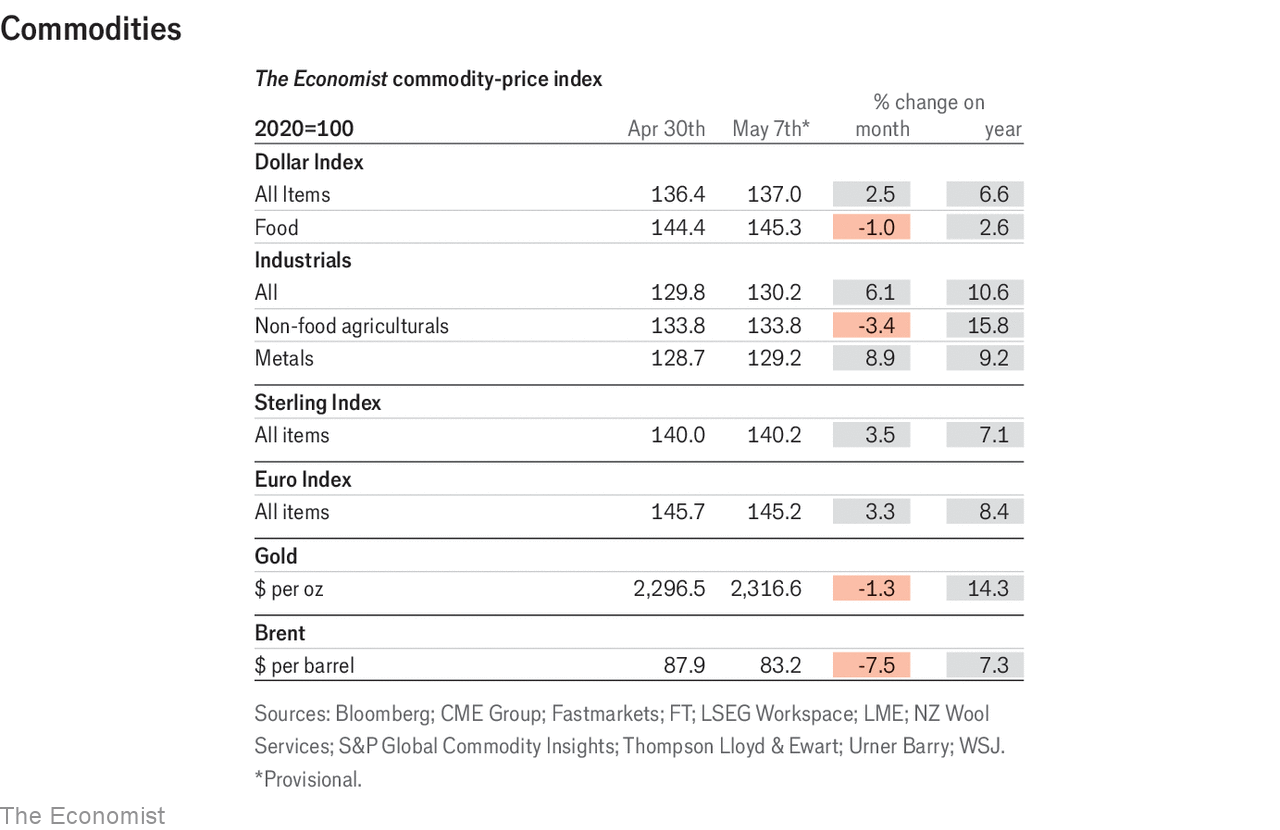 Commodities
The Economist commodity-price index
% change on
2020=100 Apr 30th May 7th* month year
Dollar Index
All Items 136.4 137.0 2.5 6.6
Food 144.4 145.3 -1.0 2.6
Industrials
All 129.8 130.2 6.1 10.6
Non-food agriculturals 133.8 133.8 -3.4 15.8
Metals 128.7 129.2 8.9 9.2
Sterling Index
All items 140.0 140.2 3.5 7.1
Euro Index
All items 145.7 145.2 3.3 8.4
Gold
$ per oz 2,296.5 2,316.6 -1.3 14.3
Brent
$ per barrel 87.9 83.2 -7.5 7.3
Sources: Bloomberg; CME Group; Fastmarkets; FT; LSEG Workspace; LME; NZ Wool
Services; S&P Global Commodity Insights; Thompson Lloyd & Ewart; Urner Barry; WSJ.
*Provisional.
The Economist